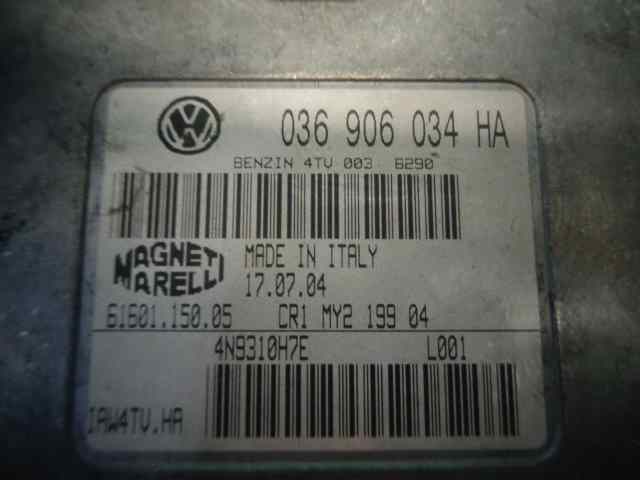 036 906 034 HA
BENZIN 4TV 003 6290
MAGNETI MARELLI
MADE IN ITALY
17.07.04
61601.150.05 CR1 MY2 199 04
4N9310H7E L001
IAW4TV.HA